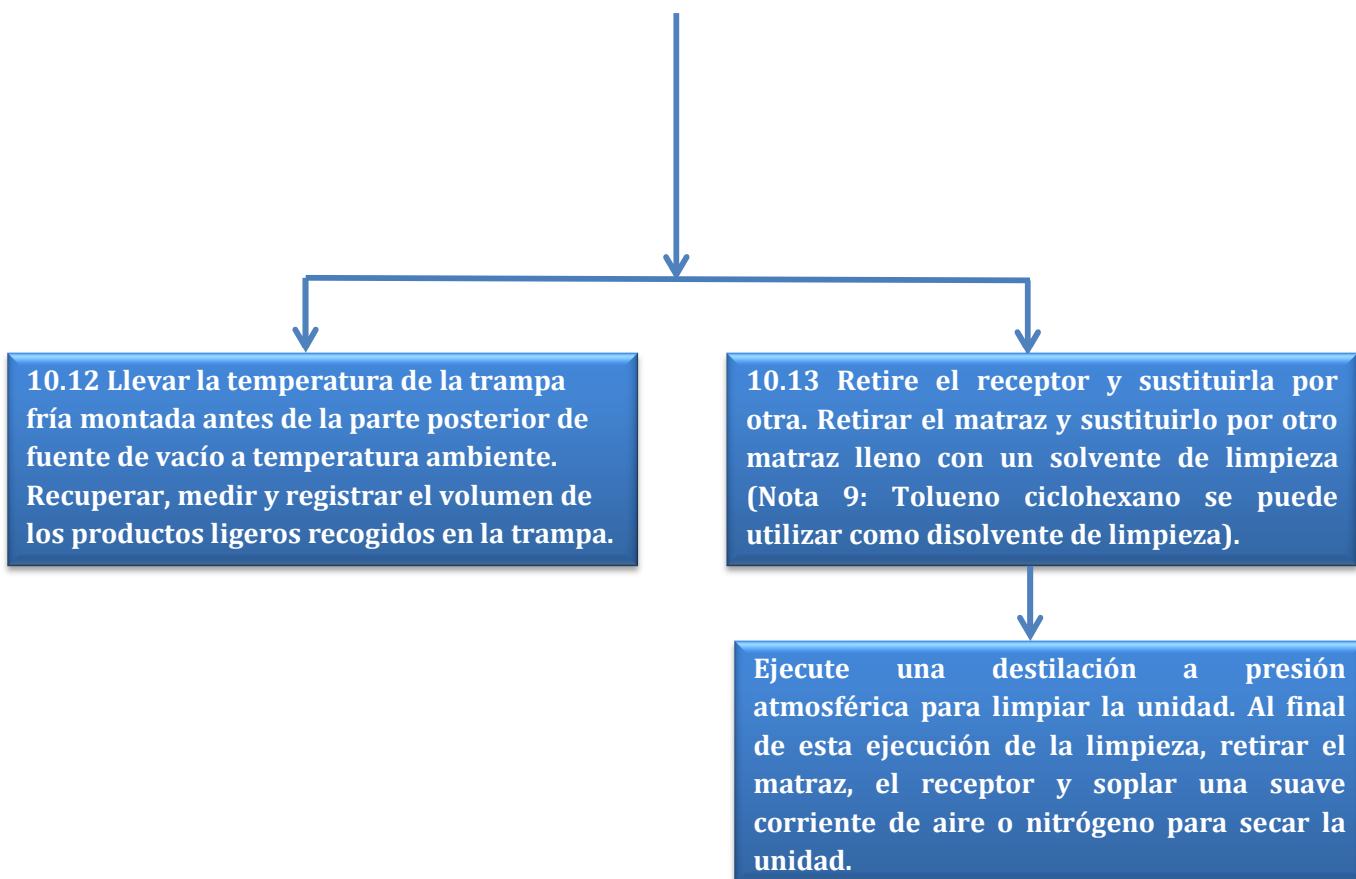 10.12 Llevar la temperatura de la trampa
fría montada antes de la parte posterior de
fuente de vacío a temperatura ambiente.
Recuperar, medir y registrar el volumen de
los productos ligeros recogidos en la trampa.
10.13 Retire el receptor y sustituirla por
otra. Retirar el matraz y sustituirlo por otro
matraz lleno con un solvente de limpieza
(Nota 9: Tolueno ciclohexano se puede
utilizar como disolvente de limpieza).
Ejecute una destilación a presión
atmosférica para limpiar la unidad. Al final
de esta ejecución de la limpieza, retirar el
matraz, el receptor y soplar una suave
corriente de aire o nitrógeno para secar la
unidad.